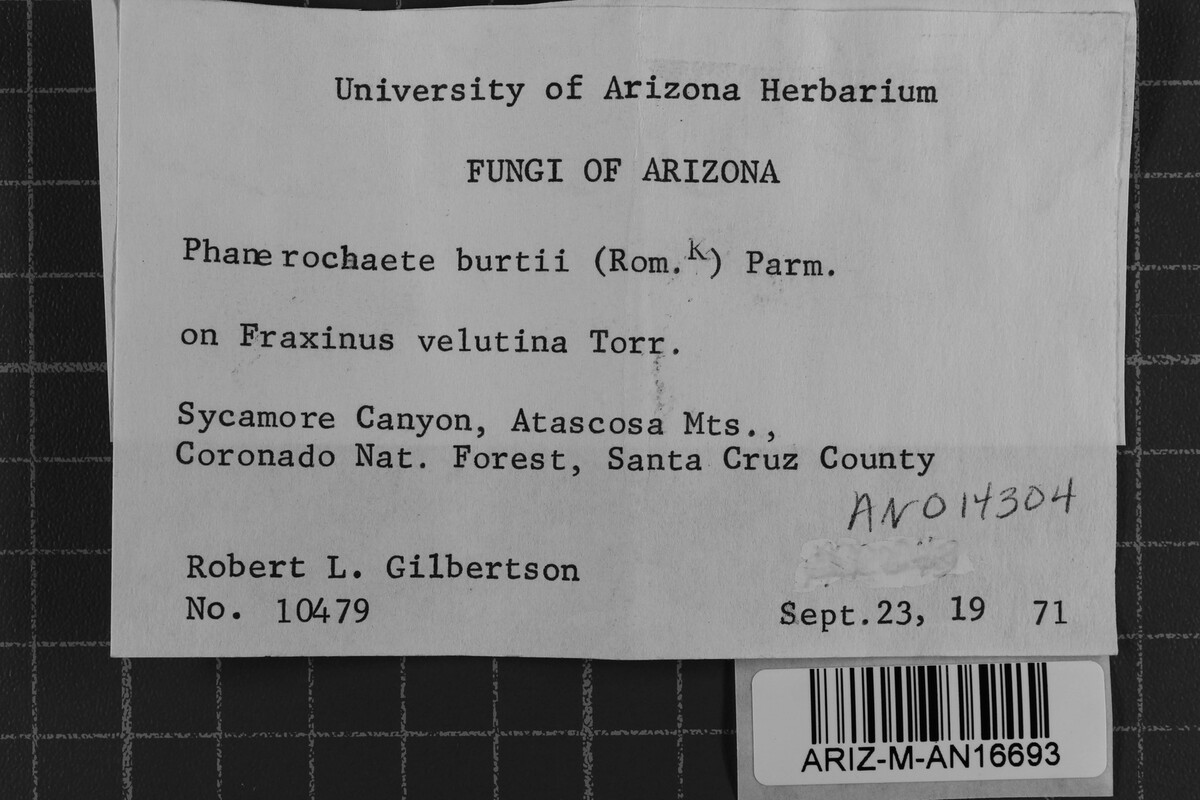 University of Arizona Herbarium
FUNGI OF ARIZONA
Phanerochaete burtii (Rom.K) Parm.
on Fraxinus velutina Torr.
Sycamore Canyon, Atascosa Mts.,
Coronado Nat. Forest, Santa Cruz County
AN014304
Robert L. Gilbertson
No. 10479
Sept.23, 19 71
ARIZ-M-AN16693